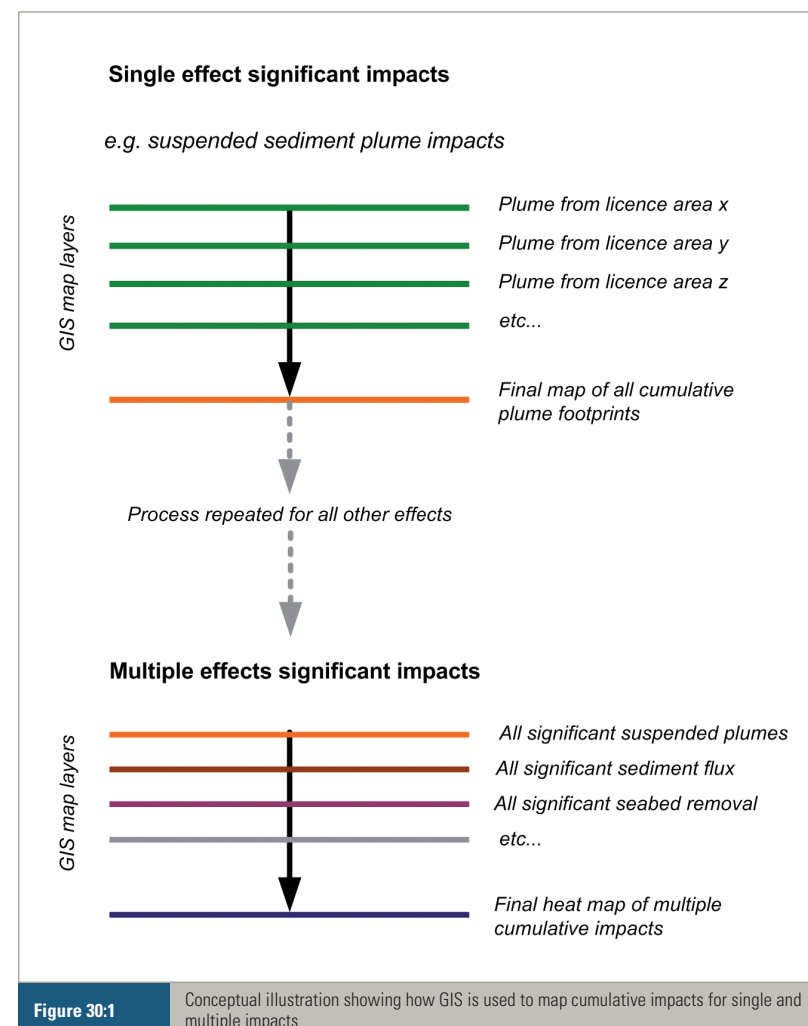 Single effect significant impacts
e.g. suspended sediment plume impacts
GIS map layers
Plume from licence area x
Plume from licence area y
Plume from licence area z
etc...
Final map of all cumulative
plume footprints
Process repeated for all other effects
Multiple effects significant impacts
GIS map layers
All significant suspended plumes
All significant sediment flux
All significant seabed removal
etc...
Final heat map of multiple
cumulative impacts
Figure 30:1
Conceptual illustration showing how GIS is used to map cumulative impacts for single and
multiple impacts